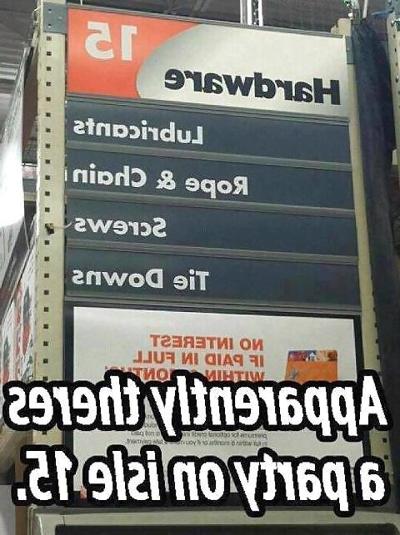 15
Hardware
Lubricants
Rope & Chain
Screws
Tie Downs
NO INTEREST
IF PAID IN FULL
WITHIN
Apparently theres
a party on isle 15.